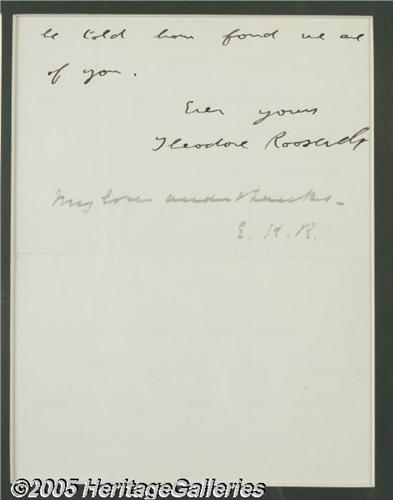 be told how fond we are
of you.
Ever yours
Theodore Roosevelt
My love and thanks –
E. K. R.
©2005 HeritageGalleries